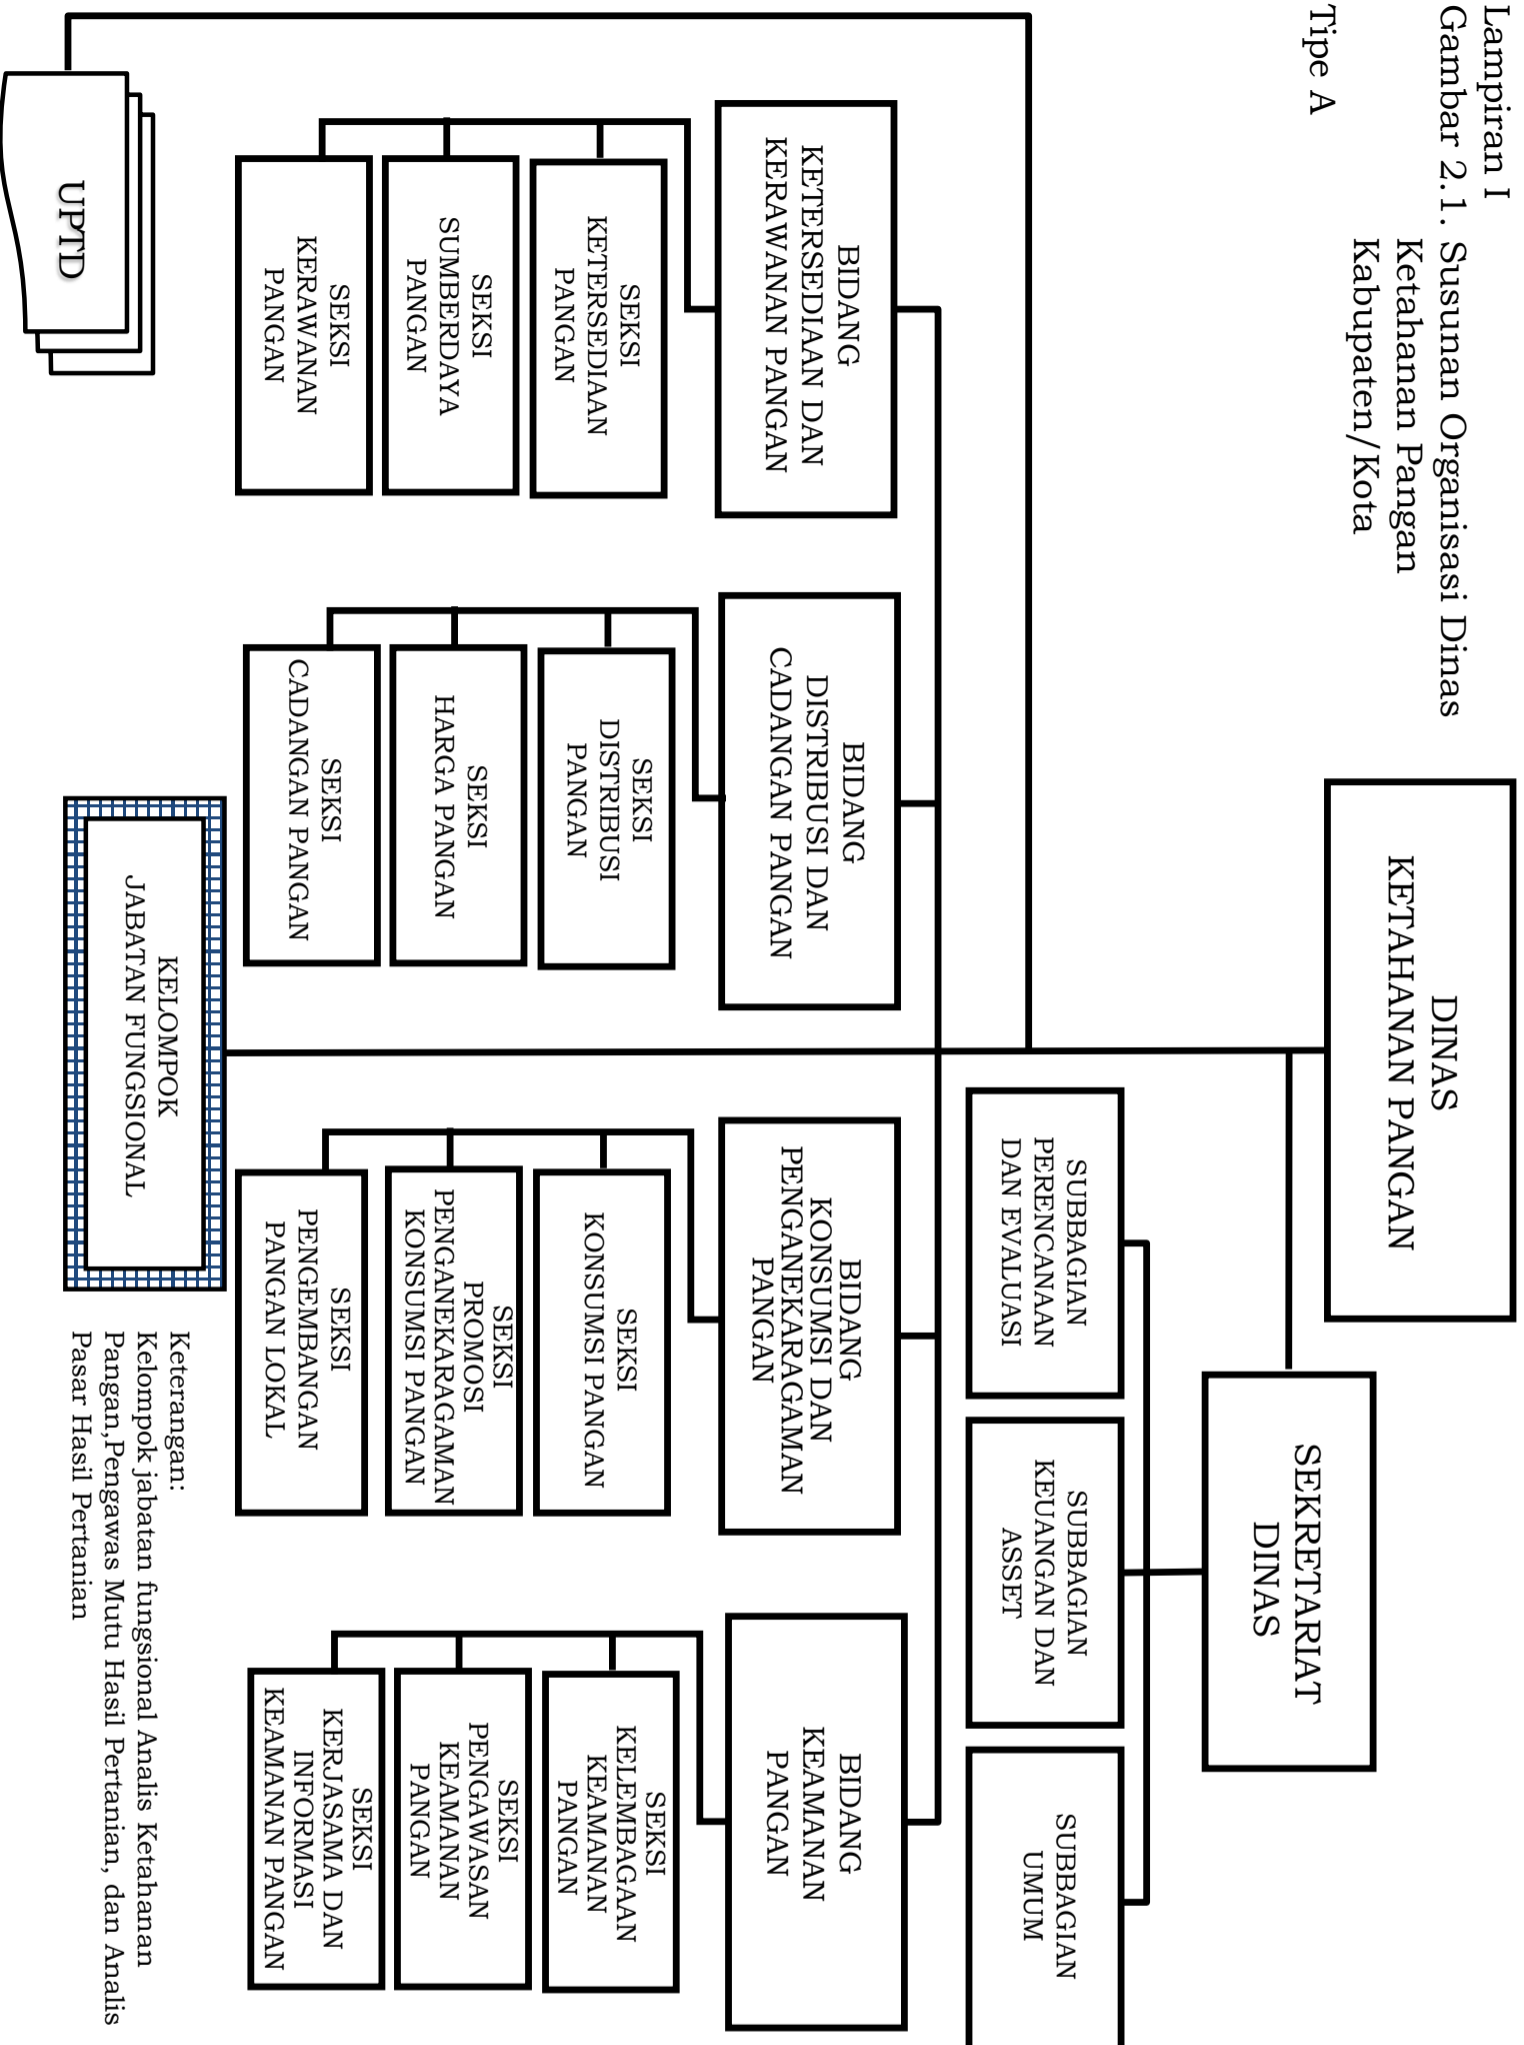 Lampiran I
Gambar 2.1. Susunan Organisasi Dinas
Ketahanan Pangan
Kabupaten/Kota
Tipe A
DINAS
KETAHANAN PANGAN
SEKRETARIAT
DINAS
SUBBAGIAN
PERENCANAAN
DAN EVALUASI
SUBBAGIAN
KEUANGAN DAN
ASSET
SUBBAGIAN
UMUM
BIDANG
KETERSEDIAAN DAN
KERAWANAN PANGAN
SEKSI
KETERSEDIAAN
PANGAN
SEKSI
SUMBERDAYA
PANGAN
SEKSI
KERAWANAN
PANGAN
BIDANG
DISTRIBUSI DAN
CADANGAN PANGAN
SEKSI
DISTRIBUSI
PANGAN
SEKSI
HARGA PANGAN
SEKSI
CADANGAN PANGAN
BIDANG
KONSUMSI DAN
PENGANEKARAGAMAN
PANGAN
SEKSI
KONSUMSI PANGAN
SEKSI
PROMOSI
PENGANEKARAGAMAN
KONSUMSI PANGAN
SEKSI
PENGEMBANGAN
PANGAN LOKAL
BIDANG
KEAMANAN
PANGAN
SEKSI
KELEMBAGAAN
KEAMANAN
PANGAN
SEKSI
PENGAWASAN
KEAMANAN
PANGAN
SEKSI
KERJASAMA DAN
INFORMASI
KEAMANAN PANGAN
UPTD
KELOMPOK
JABATAN FUNGSIONAL
Keterangan:
Kelompok jabatan fungsional Analis Ketahanan
Pangan,Pengawas Mutu Hasil Pertanian, dan Analis
Pasar Hasil Pertanian